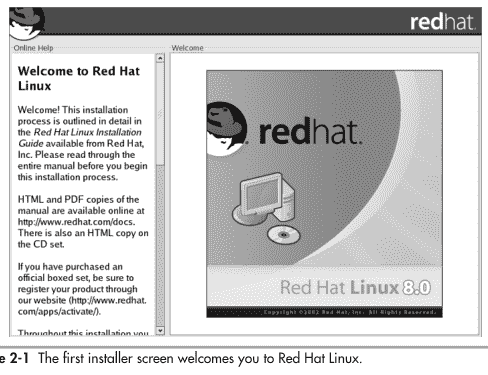 redhat.
Online Help
Welcome
Welcome to Red Hat
Linux
Welcome! This installation
process is outlined in detail in
the Red Hat Linux Installation
Guide available from Red Hat,
Inc. Please read through the
entire manual before you begin
this installation process.
HTML and PDF copies of the
manual are available online at
http://www.redhat.com/docs.
There is also an HTML copy on
the CD set.
If you have purchased an
official boxed set, be sure to
register your product through
our website (http://www.redhat.
com/apps/activate/).
Throughout this installation you
redhat.
Red Hat Linux 8.0
Copyright ©2002 Red Hat, Inc. All Rights Reserved.
e 2-1 The first installer screen welcomes you to Red Hat Linux.